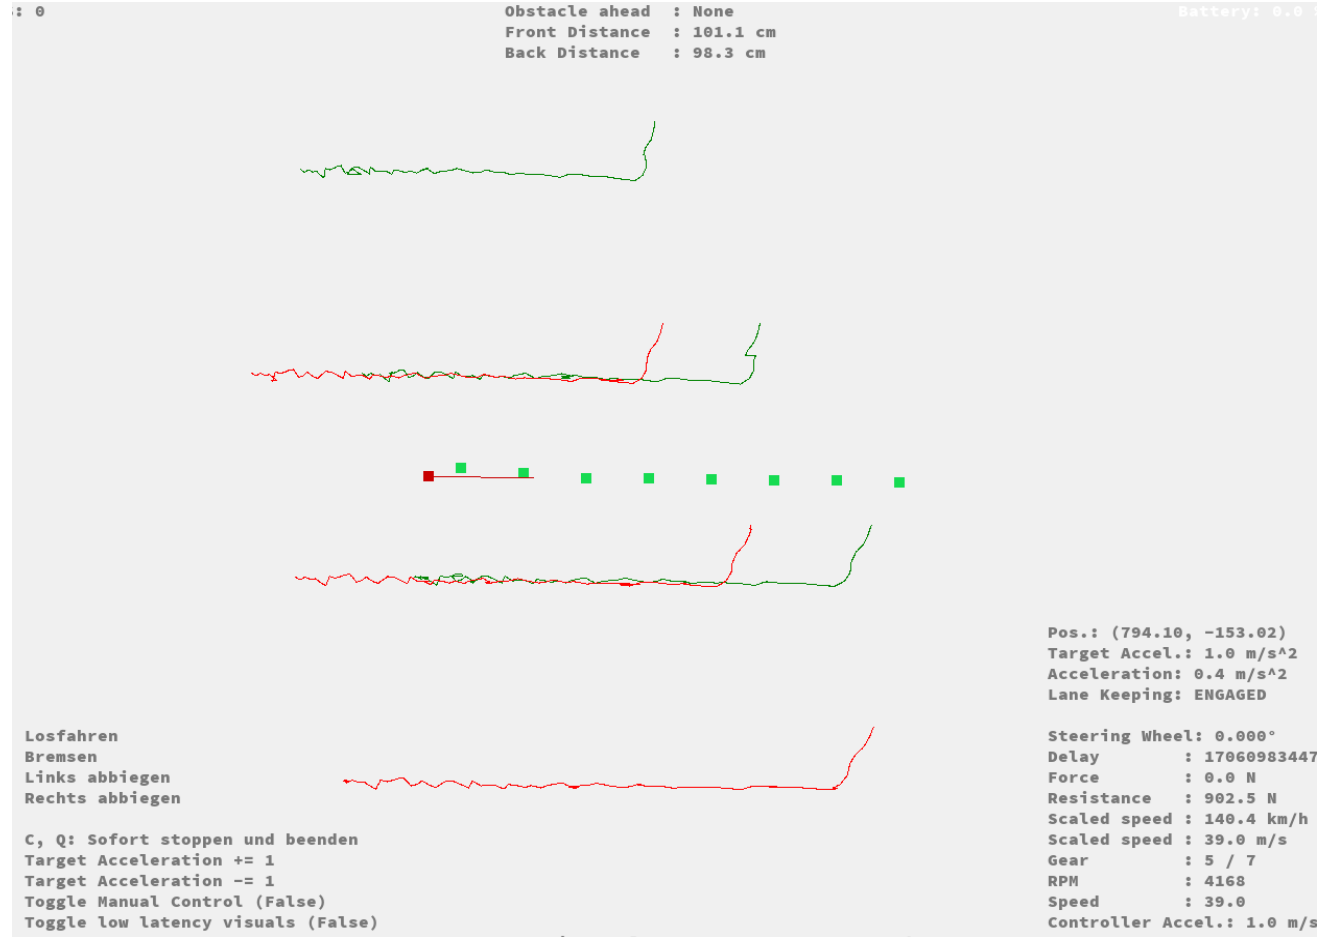 : 0
Obstacle ahead  : None
Front Distance  : 101.1 cm
Back Distance   : 98.3 cm
Battery: 0.0
Pos.: (794.10, -153.02)
Target Accel.: 1.0 m/s^2
Acceleration: 0.4 m/s^2
Lane Keeping: ENGAGED
Steering Wheel: 0.000°
Delay        : 17060983447
Force        : 0.0 N
Resistance   : 902.5 N
Scaled speed : 140.4 km/h
Scaled speed : 39.0 m/s
Gear         : 5 / 7
RPM          : 4168
Speed        : 39.0
Controller Accel.: 1.0 m/s
Losfahren
Bremsen
Links abbiegen
Rechts abbiegen
C, Q: Sofort stoppen und beenden
Target Acceleration += 1
Target Acceleration -= 1
Toggle Manual Control (False)
Toggle low latency visuals (False)